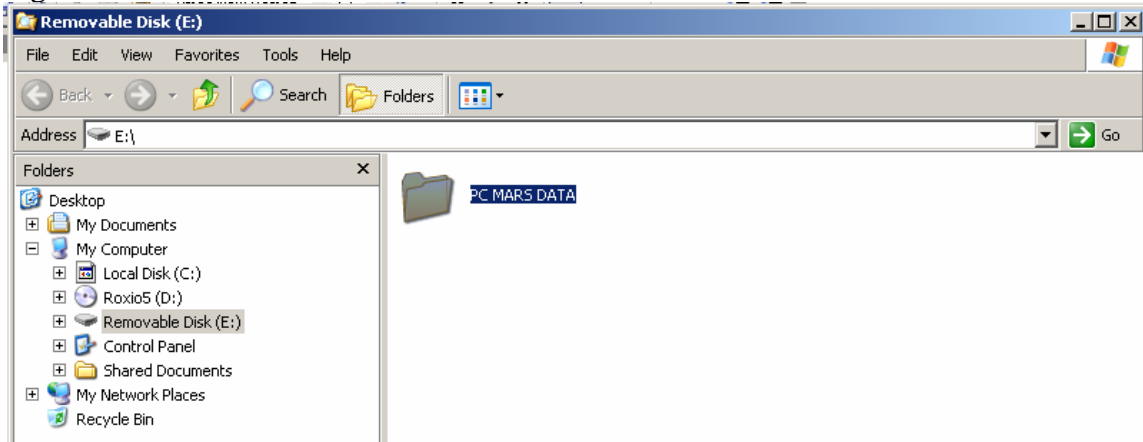 Removable Disk (E:)
File Edit View Favorites Tools Help
Back Search Folders
Address E:\ Go
Folders x
PC MARS DATA
Desktop
My Documents
My Computer
Local Disk (C:)
Roxio5 (D:)
Removable Disk (E:)
Control Panel
Shared Documents
My Network Places
Recycle Bin